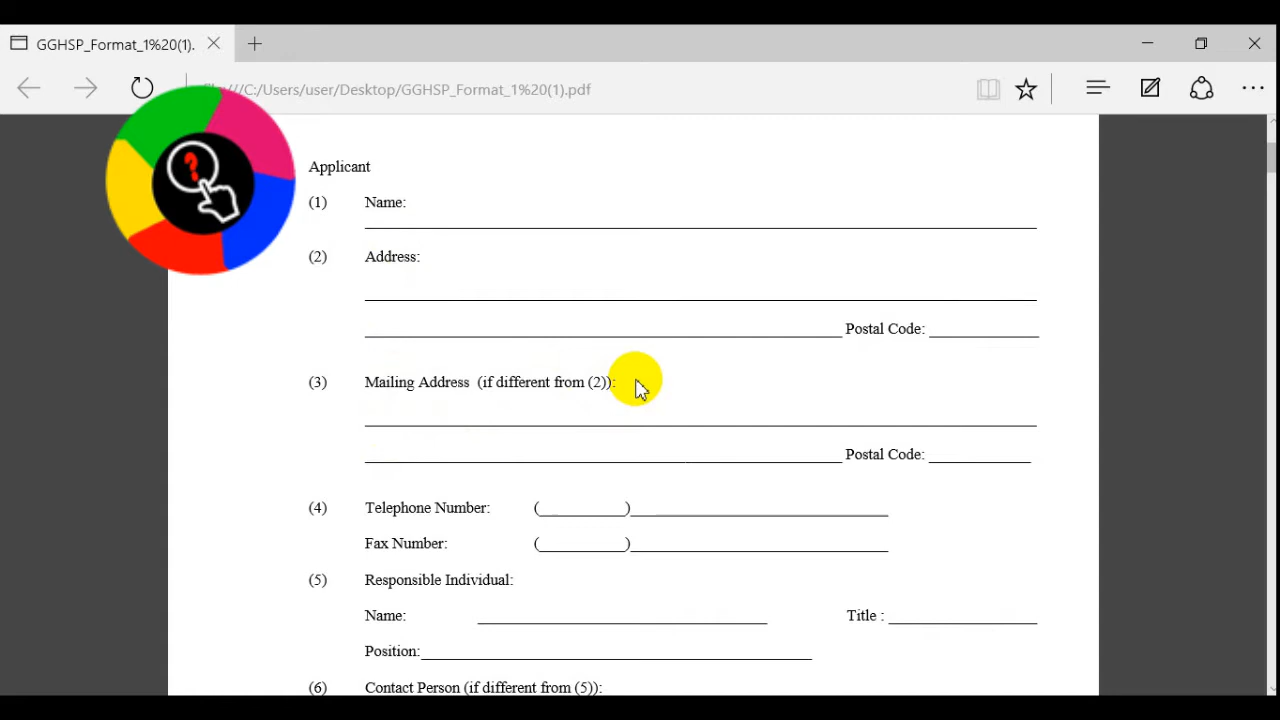 GGHSP_Format_1%20(1).
///C:/Users/user/Desktop/GGHSP_Format_1%20(1).pdf
?
Applicant
(1) Name:
(2) Address:
Postal Code:
(3) Mailing Address (if different from (2)):
Postal Code:
(4) Telephone Number: ( )
Fax Number: ( )
(5) Responsible Individual:
Name: Title :
Position:
(6) Contact Person (if different from (5)):